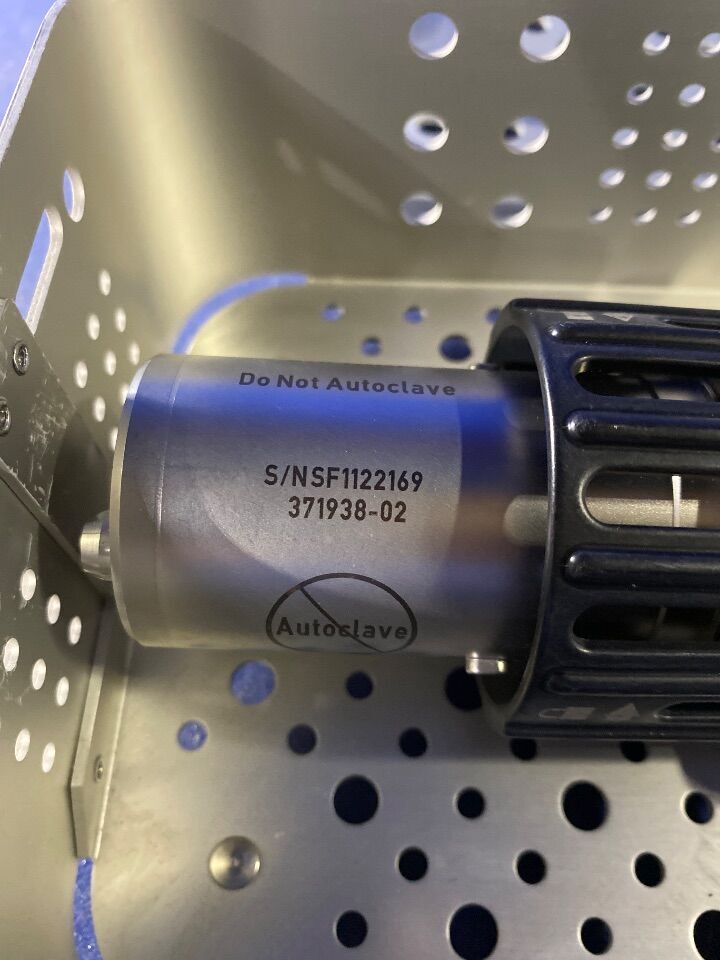 Do Not Autoclave
S/NSF1122169
371938-02
Autoclave